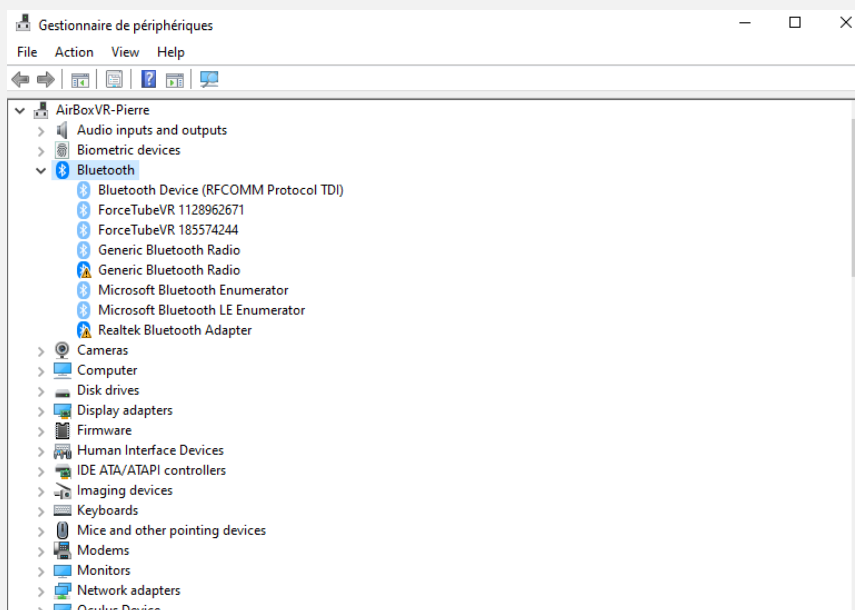 Gestionnaire de périphériques
File Action View Help
AirBoxVR-Pierre
Audio inputs and outputs
Biometric devices
Bluetooth
Bluetooth Device (RFCOMM Protocol TDI)
ForceTubeVR 1128962671
ForceTubeVR 185574244
Generic Bluetooth Radio
Generic Bluetooth Radio
Microsoft Bluetooth Enumerator
Microsoft Bluetooth LE Enumerator
Realtek Bluetooth Adapter
Cameras
Computer
Disk drives
Display adapters
Firmware
Human Interface Devices
IDE ATA/ATAPI controllers
Imaging devices
Keyboards
Mice and other pointing devices
Modems
Monitors
Network adapters
Oculus Device